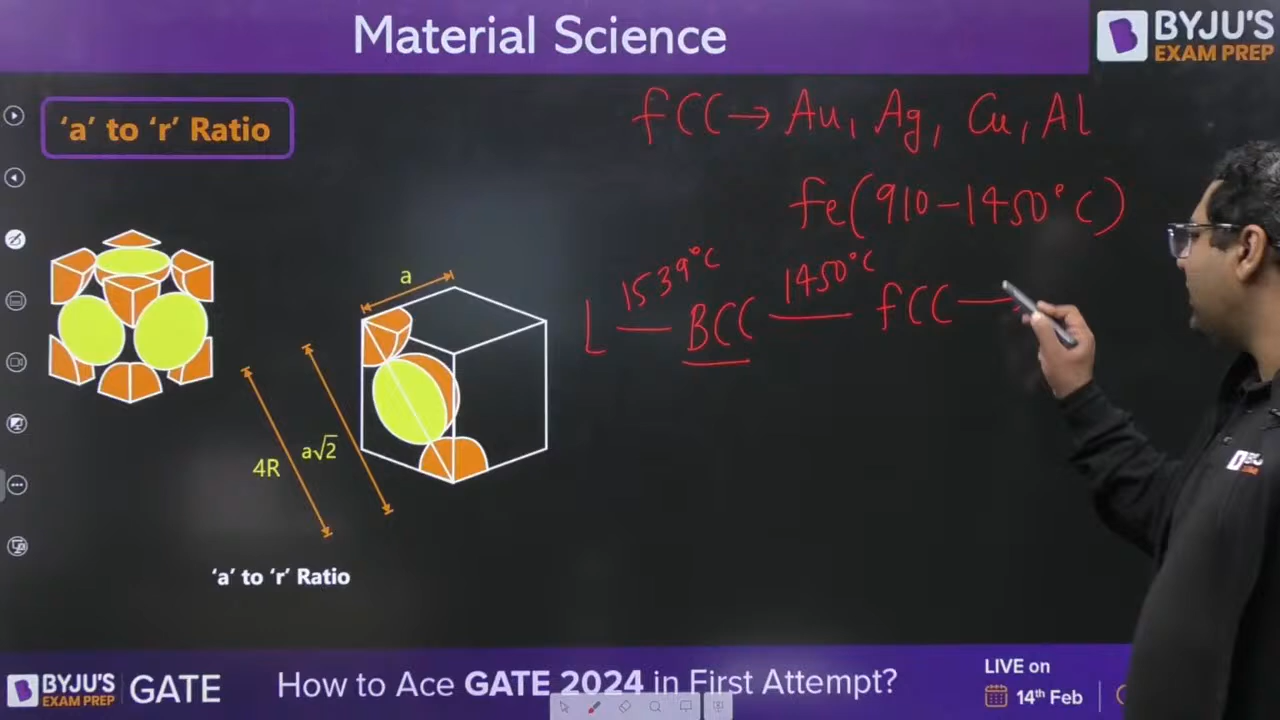 Material Science
BYJU'S
EXAM PREP
'a' to 'r' Ratio
fCC → Au, Ag, Cu, Al
fe(910-1450°C)
L 1539°C BCC 1450°C fCC →
a
a√2
4R
'a' to 'r' Ratio
BYJU'S
EXAM PREP
GATE
How to Ace GATE 2024 in First Attempt?
LIVE on
14th Feb